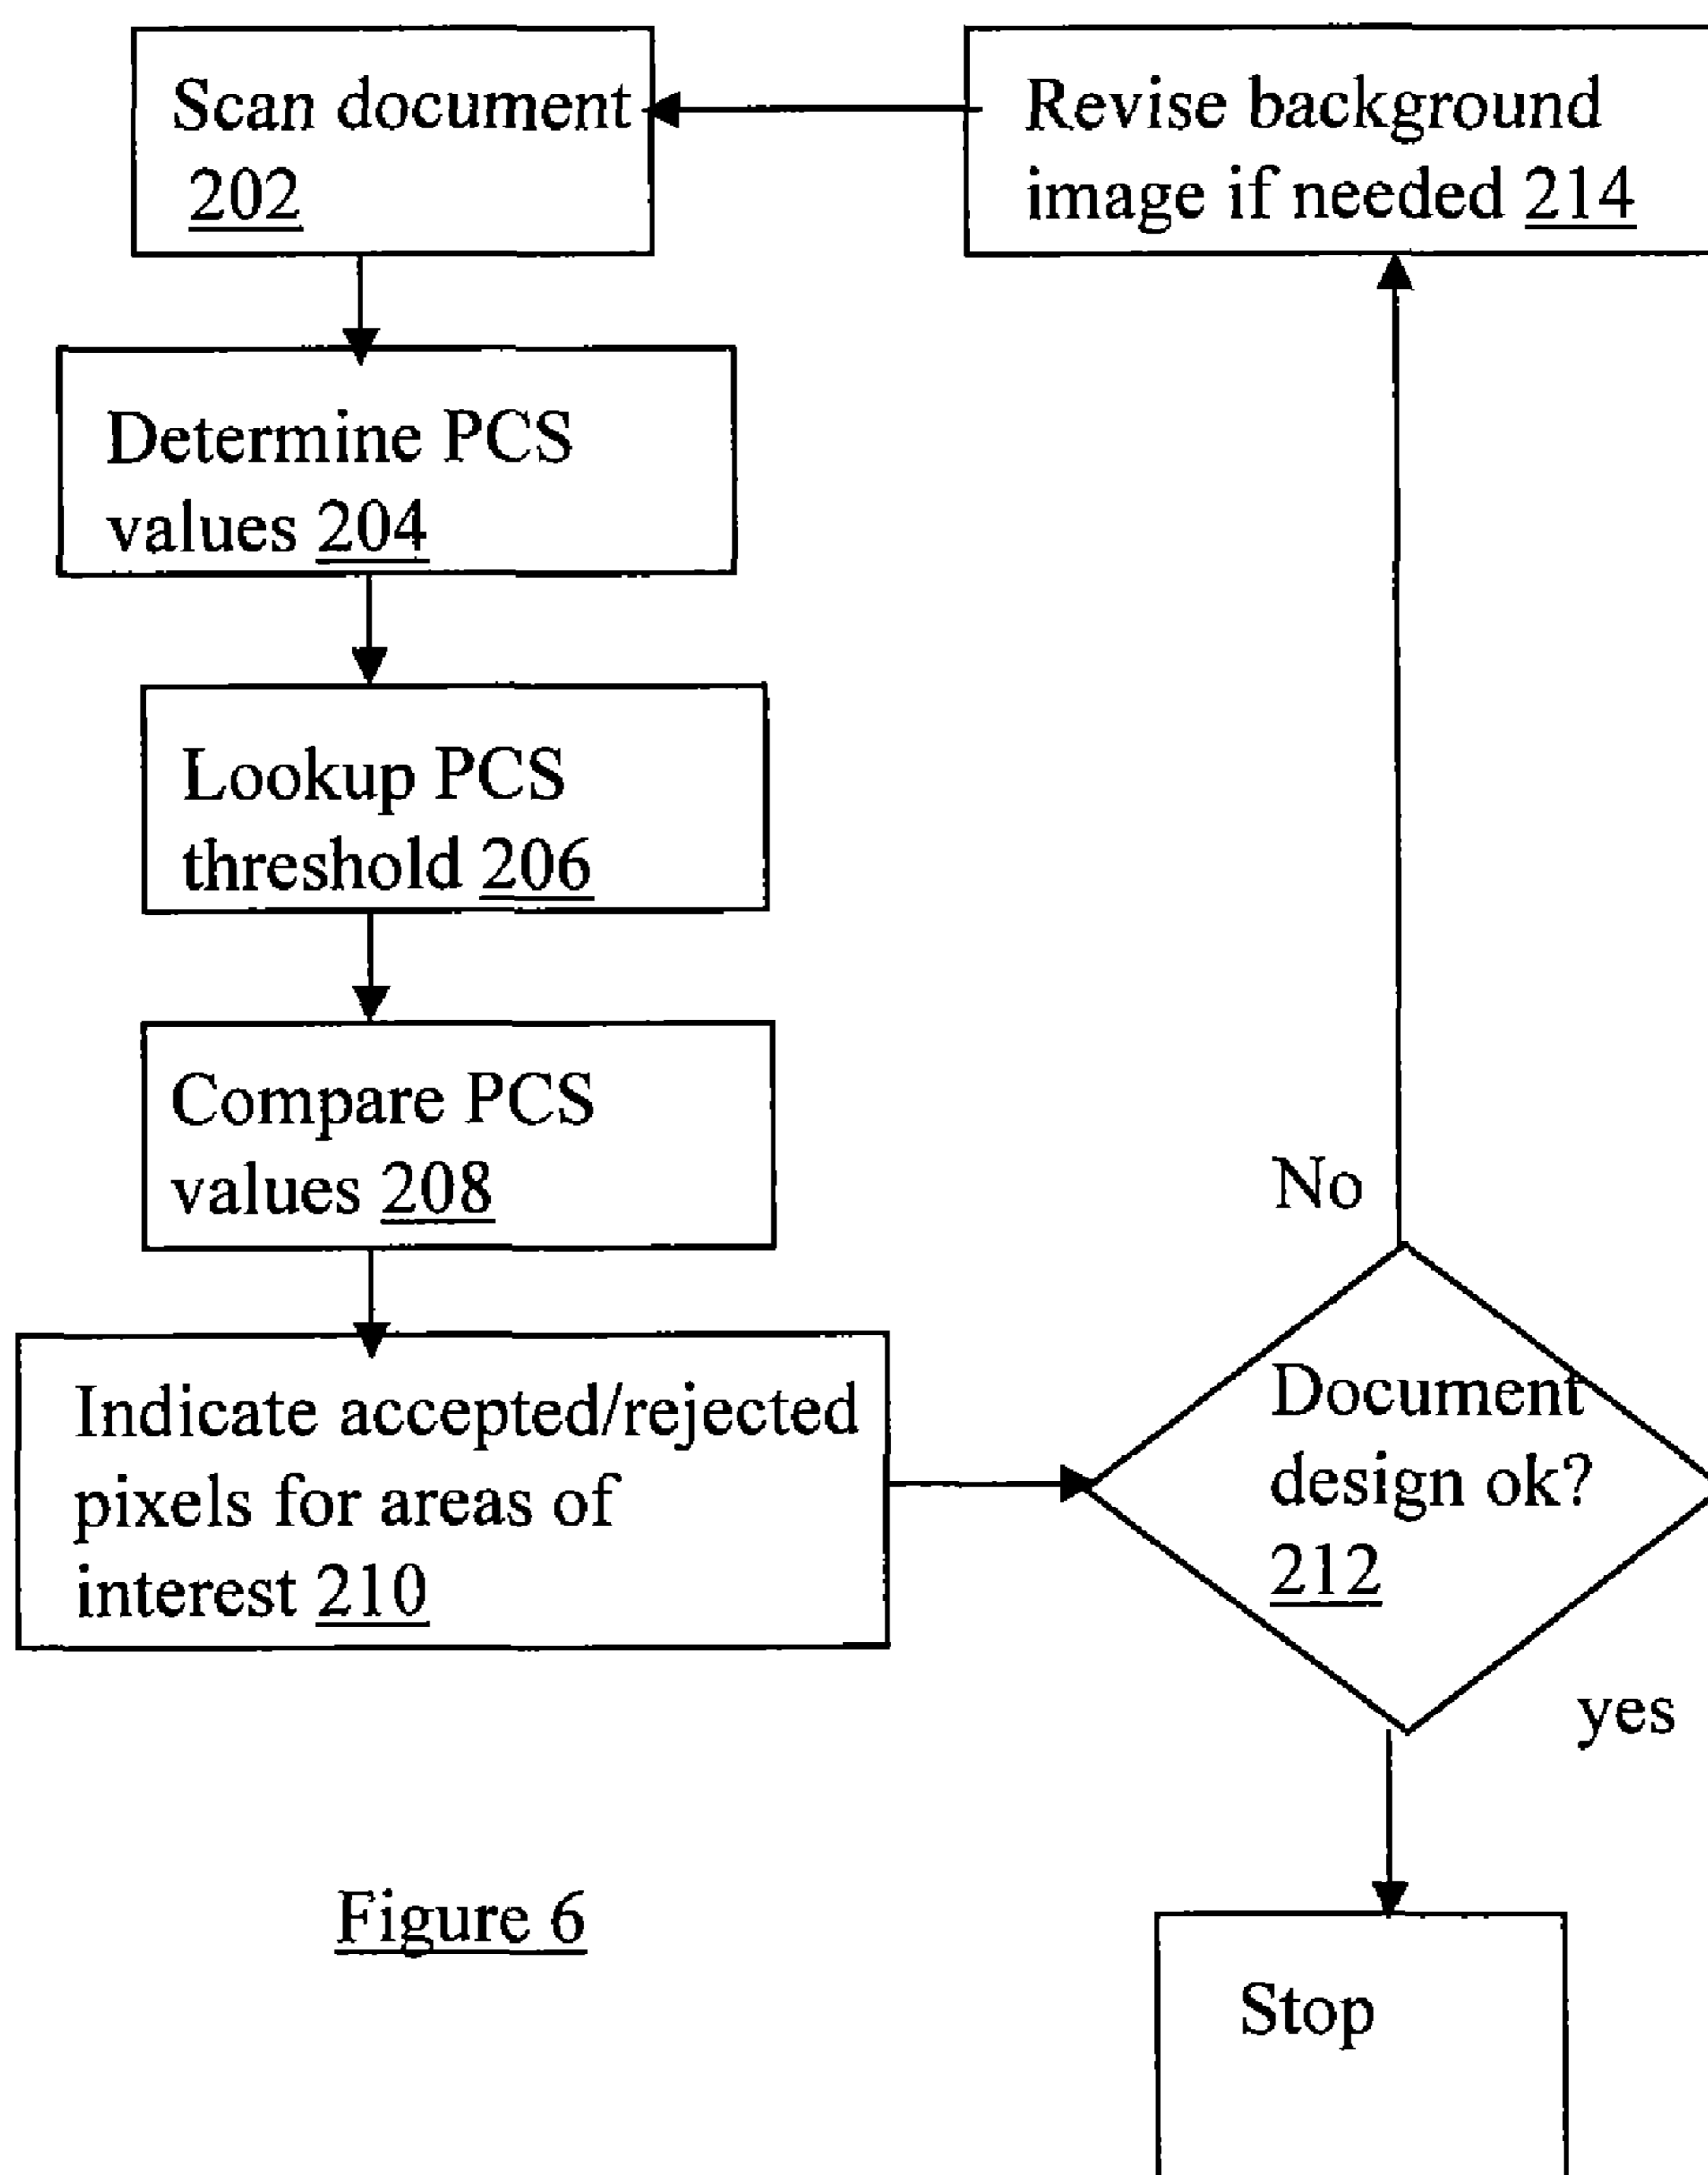 Scan document
202
Revise background
image if needed 214
Determine PCS
values 204
Lookup PCS
threshold 206
Compare PCS
values 208
Indicate accepted/rejected
pixels for areas of
interest 210
No
Document
design ok?
212
yes
Stop
Figure 6